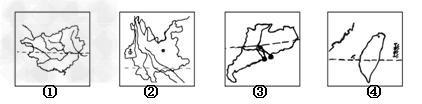 ① ② ③ ④